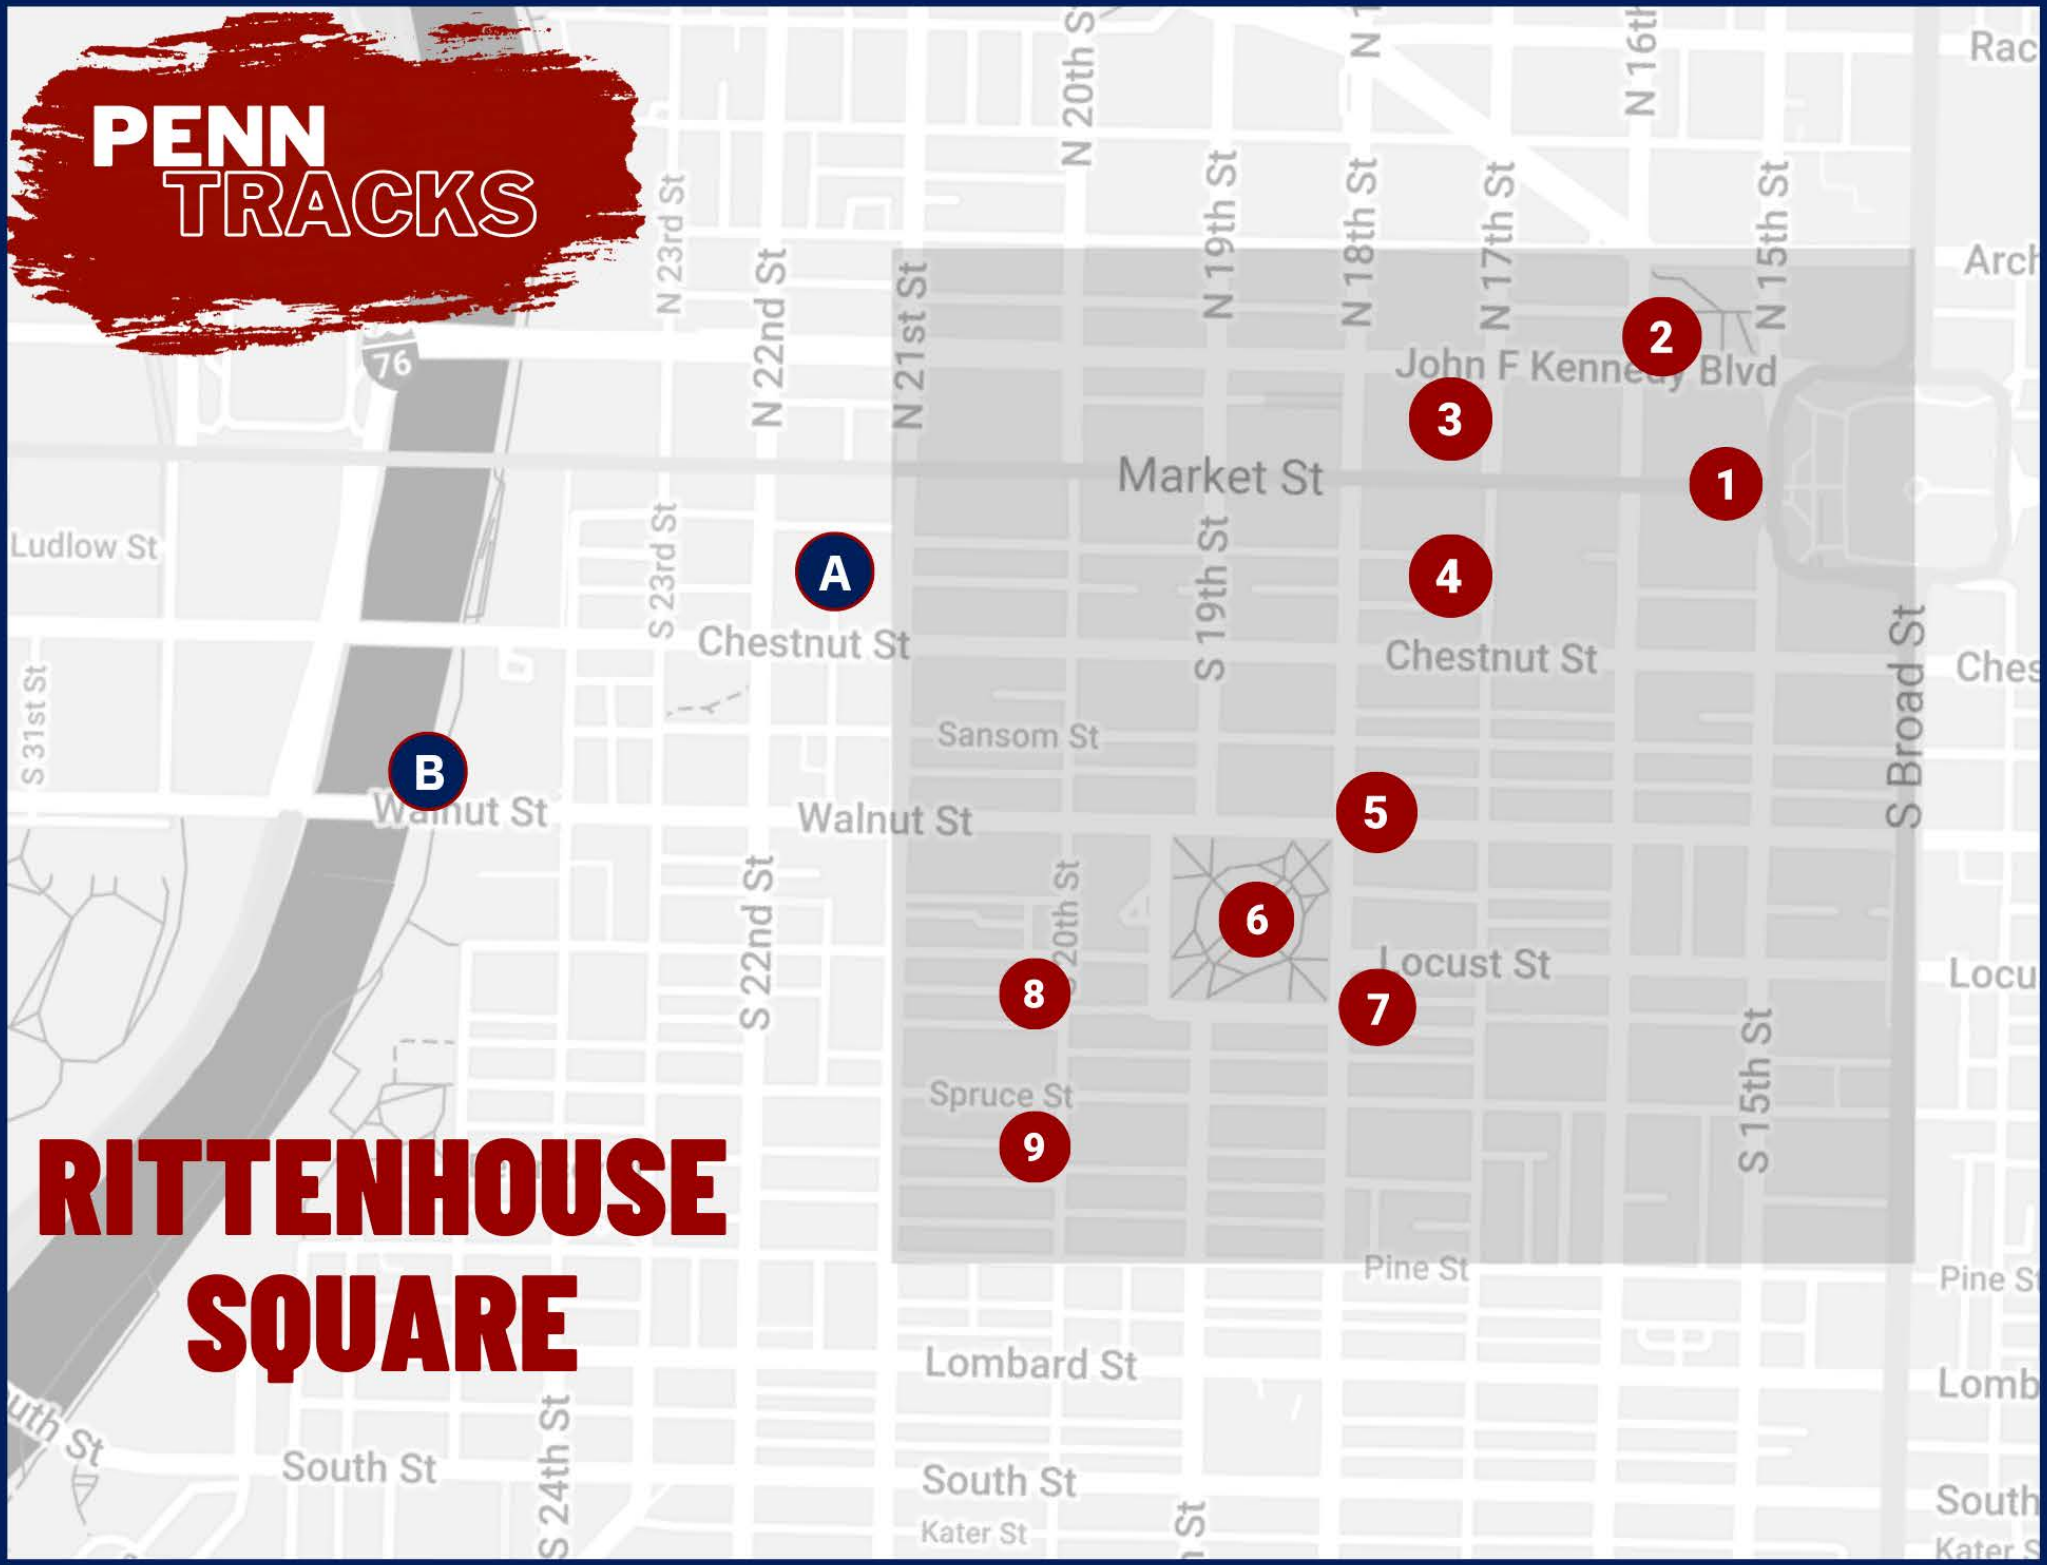 PENN
TRACKS
N 20th S
N 1
N 16th
Rac
N 23rd St
N 22nd St
N 21st St
N 19th St
N 18th St
N 17th St
N 15th St
Arch
76
2
John F Kennedy Blvd
3
Market St
1
Ludlow St
S 23rd St
A
S 19th St
4
Chestnut St
Chestnut St
Ches
S 31st St
Sansom St
S Broad St
B
Walnut St
Walnut St
5
S 22nd St
20th St
6
Locust St
Locu
8
7
S 15th St
Spruce St
9
RITTENHOUSE
SQUARE
Pine St
Pine St
Lombard St
Lomb
outh St
South St
S 24th St
South St
South
St
Kater St
Kater S